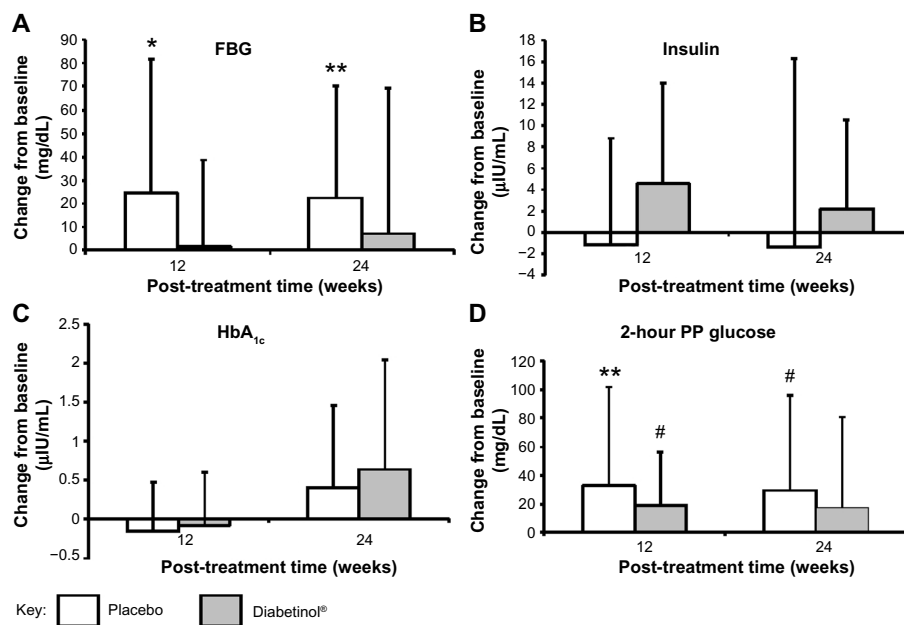 A
FBG
Change from baseline
(mg/dL)
90
80
70
60
50
40
30
20
10
0
*
**
12
24
Post-treatment time (weeks)
B
Insulin
Change from baseline
(μIU/mL)
18
16
14
12
10
8
6
4
2
0
−2
−4
12
24
Post-treatment time (weeks)
C
HbA1c
Change from baseline
(μIU/mL)
2.5
2
1.5
1
0.5
0
−0.5
12
24
Post-treatment time (weeks)
D
2-hour PP glucose
Change from baseline
(mg/dL)
120
100
80
60
40
20
0
**
#
#
12
24
Post-treatment time (weeks)
Key: Placebo Diabetinol®